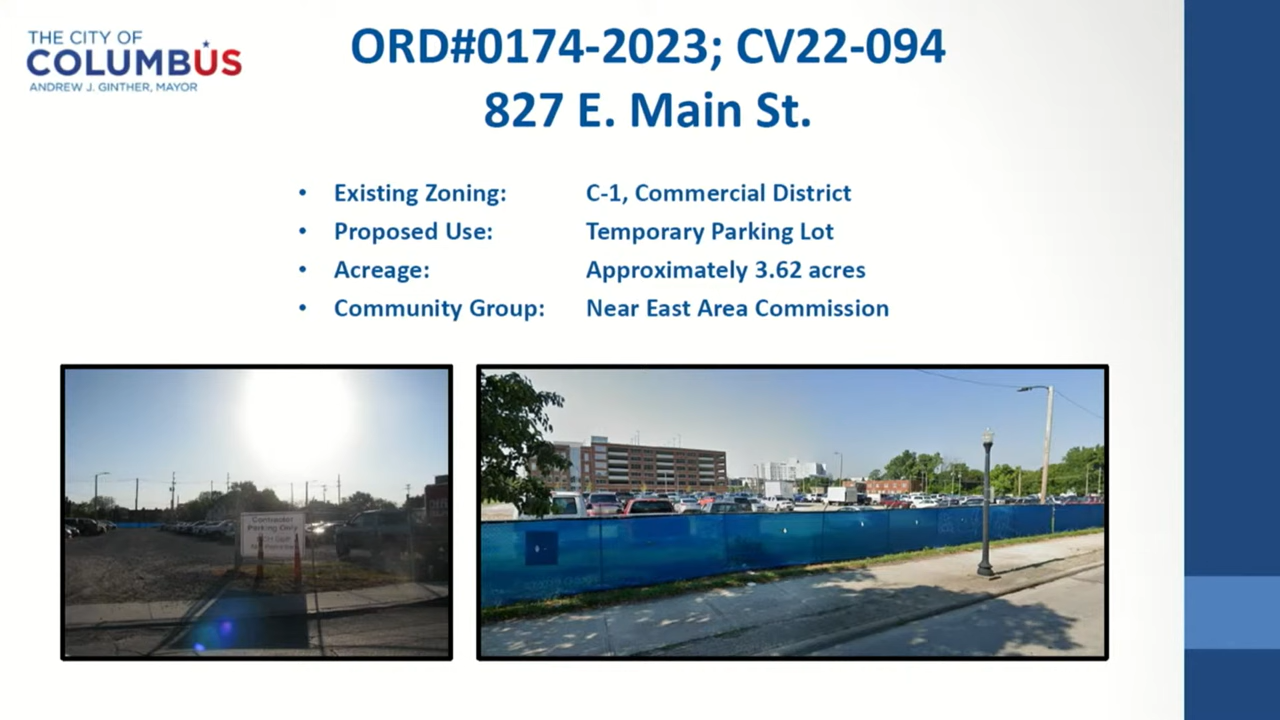 THE CITY OF
COLUMBUS
ANDREW J. GINTHER, MAYOR
ORD#0174-2023; CV22-094
827 E. Main St.
• Existing Zoning: C-1, Commercial District
• Proposed Use: Temporary Parking Lot
• Acreage: Approximately 3.62 acres
• Community Group: Near East Area Commission
Contractor
Parking Only